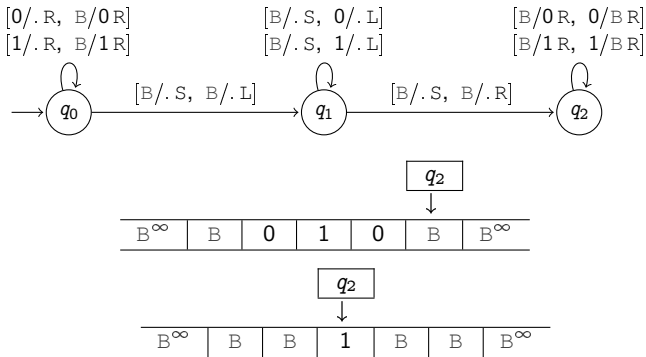 [0/. R, B/0 R] [B/. S, 0/. L] [B/0 R, 0/B R]
[1/. R, B/1 R] [B/. S, 1/. L] [B/1 R, 1/B R]
[B/. S, B/. L] [B/. S, B/. R]
q₀ q₁ q₂
q₂
B^∞ B 0 1 0 B B^∞
q₂
B^∞ B B 1 B B B^∞